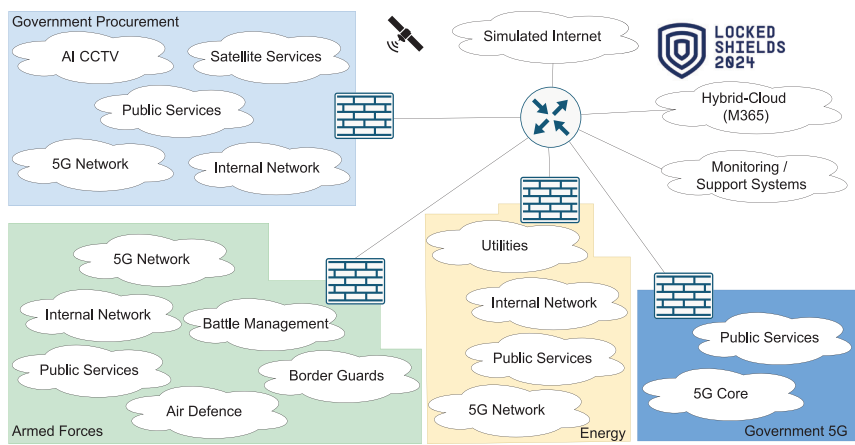 Government Procurement
AI CCTV
Satellite Services
Public Services
5G Network
Internal Network
Simulated Internet
LOCKED
SHIELDS
2024
Hybrid-Cloud
(M365)
Monitoring /
Support Systems
5G Network
Internal Network
Battle Management
Public Services
Border Guards
Air Defence
Armed Forces
Utilities
Internal Network
Public Services
5G Network
Energy
Public Services
5G Core
Government 5G